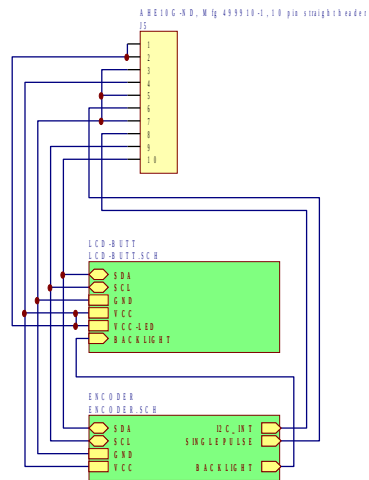 AHE10G-ND, Mfg 499910-1, 10 pin straight header
J5
1
2
3
4
5
6
7
8
9
10
LCD-BUTT
LCD-BUTT.SCH
SDA
SCL
GND
VCC
VCC-LED
BACKLIGHT
ENCODER
ENCODER.SCH
SDA I2C_INT
SCL SINGLEPULSE
GND
VCC BACKLIGHT